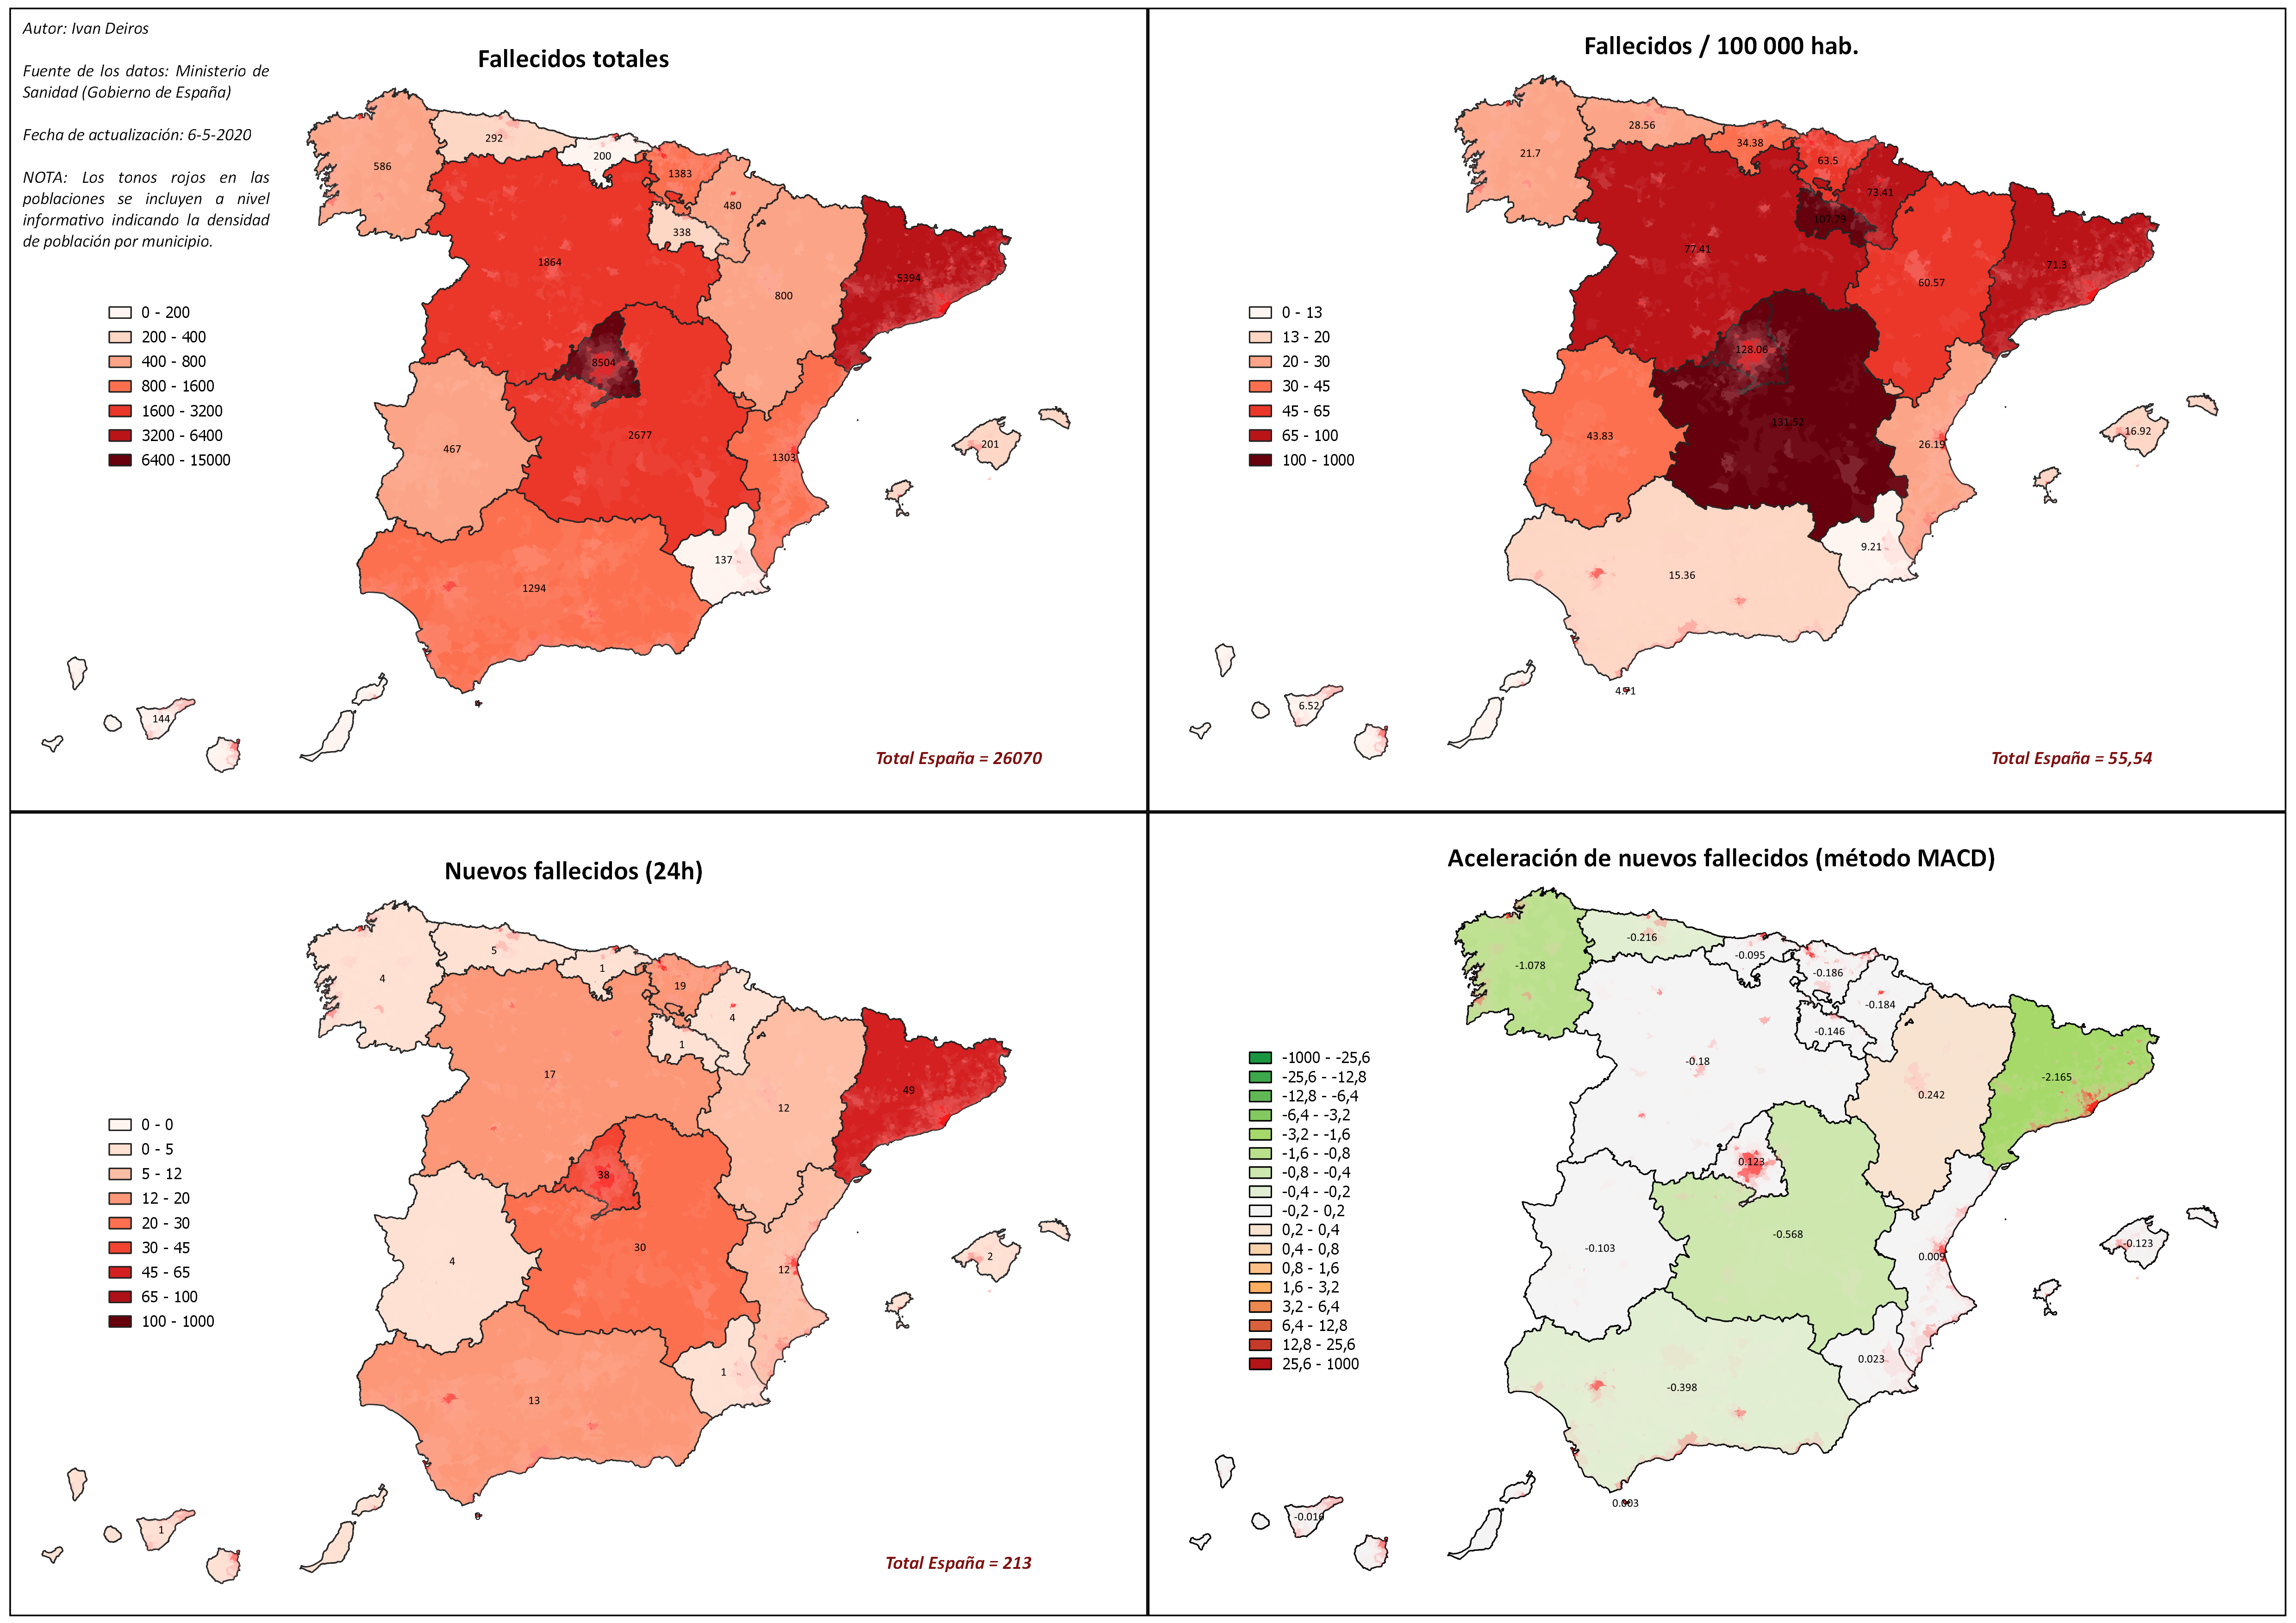 Autor: Ivan Deiros
Fuente de los datos: Ministerio de
Sanidad (Gobierno de España)
Fecha de actualización: 6-5-2020
NOTA: Los tonos rojos en las
poblaciones se incluyen a nivel
informativo indicando la densidad
de población por municipio.
Fallecidos totales
0 - 200
200 - 400
400 - 800
800 - 1600
1600 - 3200
3200 - 6400
6400 - 15000
586
292
200
1383
480
338
1864
800
5394
8504
467
2677
1303
201
137
1294
144
Total España = 26070
Fallecidos / 100 000 hab.
0 - 13
13 - 20
20 - 30
30 - 45
45 - 65
65 - 100
100 - 1000
21.7
28.56
34.38
63.5
73.41
107.79
77.41
60.57
71.3
128.06
43.83
131.52
26.19
16.92
9.21
15.36
4.71
6.52
Total España = 55,54
Nuevos fallecidos (24h)
0 - 0
0 - 5
5 - 12
12 - 20
20 - 30
30 - 45
45 - 65
65 - 100
100 - 1000
4
5
1
19
4
1
17
12
49
38
4
30
12
2
1
13
0
1
Total España = 213
Aceleración de nuevos fallecidos (método MACD)
-1000 - -25,6
-25,6 - -12,8
-12,8 - -6,4
-6,4 - -3,2
-3,2 - -1,6
-1,6 - -0,8
-0,8 - -0,4
-0,4 - -0,2
-0,2 - 0,2
0,2 - 0,4
0,4 - 0,8
0,8 - 1,6
1,6 - 3,2
3,2 - 6,4
6,4 - 12,8
12,8 - 25,6
25,6 - 1000
-1.078
-0.216
-0.095
-0.186
-0.184
-0.146
-0.18
0.242
-2.165
0.123
-0.103
-0.568
0.009
-0.123
0.023
-0.398
0.003
-0.016